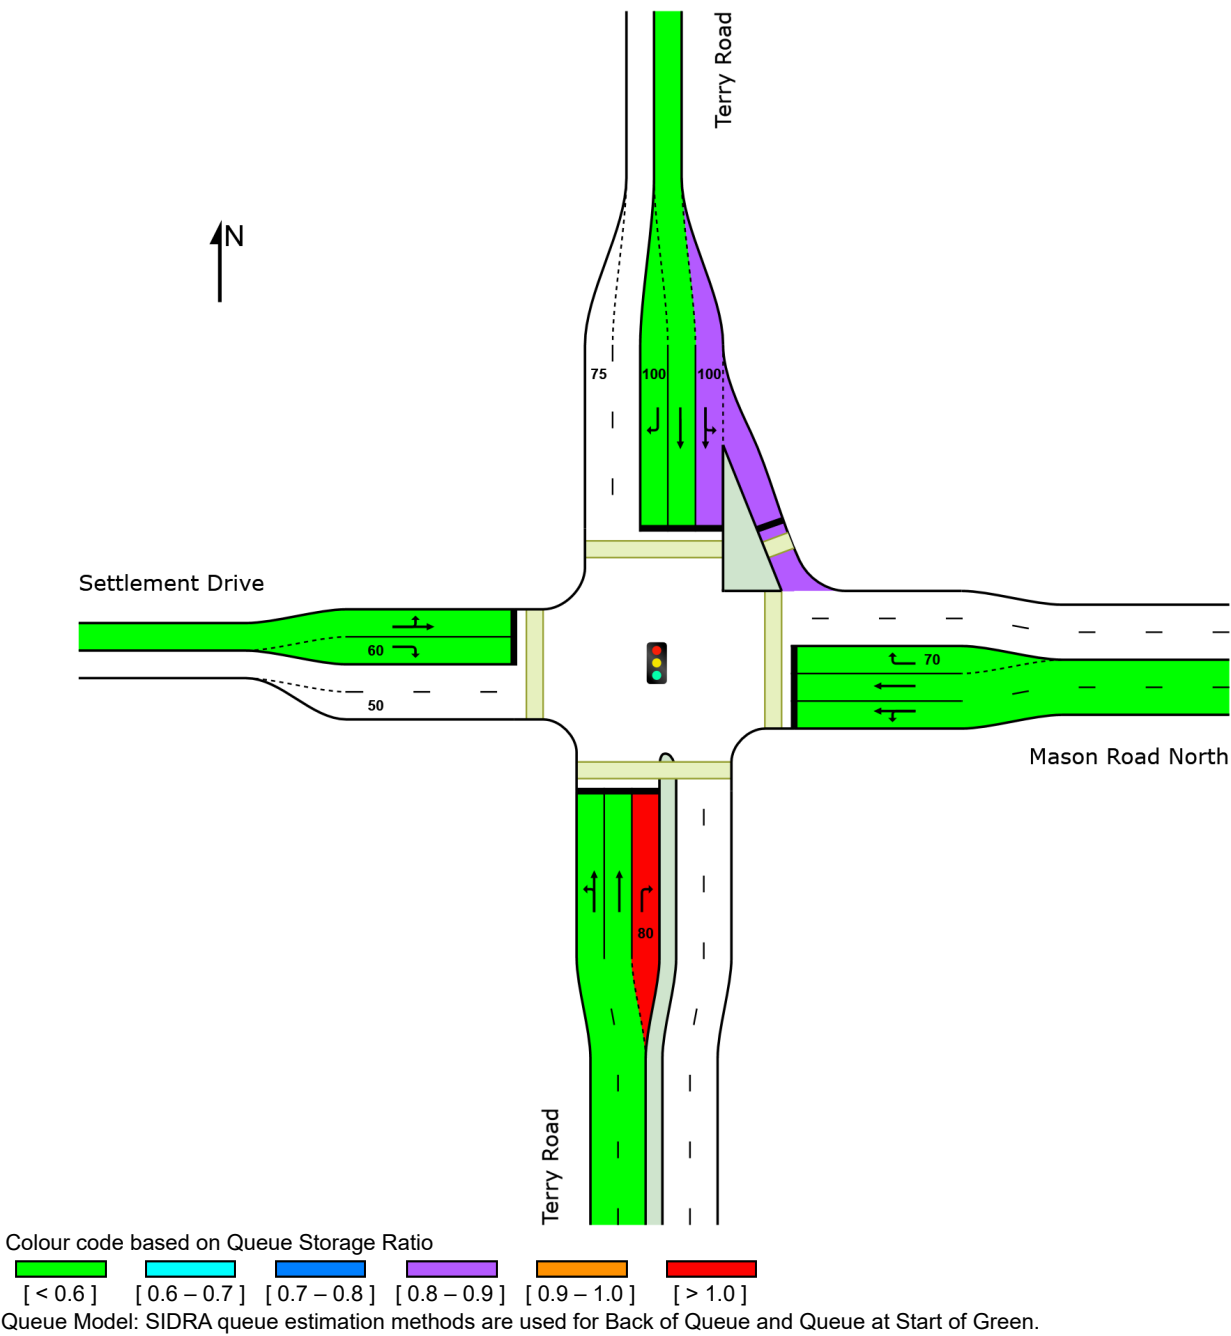 Terry Road
N
75
100
100
Settlement Drive
60
70
50
Mason Road North
80
Terry Road
Colour code based on Queue Storage Ratio
[ < 0.6 ] [ 0.6 – 0.7 ] [ 0.7 – 0.8 ] [ 0.8 – 0.9 ] [ 0.9 – 1.0 ] [ > 1.0 ]
Queue Model: SIDRA queue estimation methods are used for Back of Queue and Queue at Start of Green.